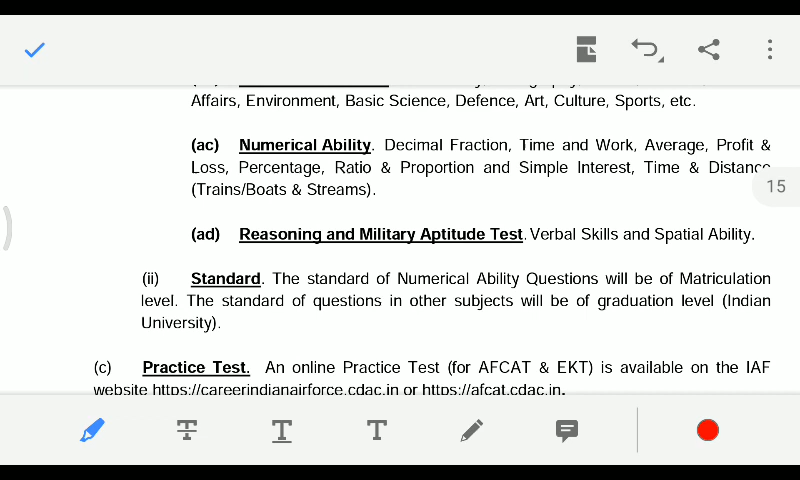 Affairs, Environment, Basic Science, Defence, Art, Culture, Sports, etc.
(ac) Numerical Ability. Decimal Fraction, Time and Work, Average, Profit &
Loss, Percentage, Ratio & Proportion and Simple Interest, Time & Distance
(Trains/Boats & Streams).
15
(ad) Reasoning and Military Aptitude Test. Verbal Skills and Spatial Ability.
(ii) Standard. The standard of Numerical Ability Questions will be of Matriculation
level. The standard of questions in other subjects will be of graduation level (Indian
University).
(c) Practice Test. An online Practice Test (for AFCAT & EKT) is available on the IAF
website https://careerindianairforce.cdac.in or https://afcat.cdac.in.